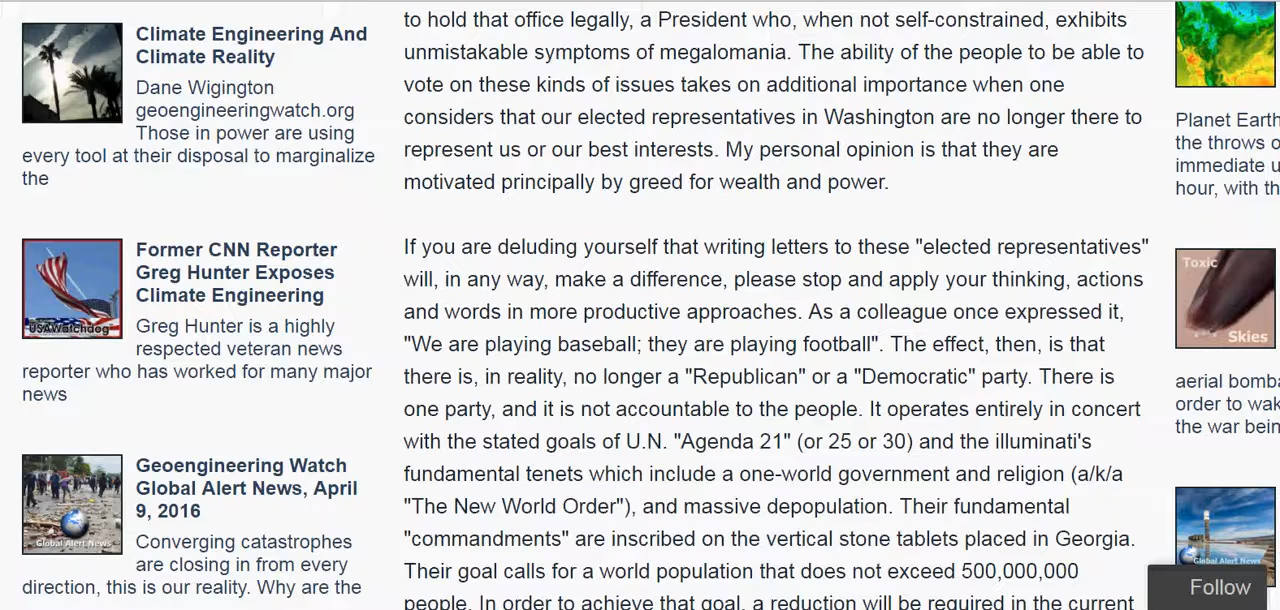 Climate Engineering And
Climate Reality
Dane Wigington
geoengineeringwatch.org
Those in power are using
every tool at their disposal to marginalize
the
Former CNN Reporter
Greg Hunter Exposes
Climate Engineering
USAWatchdog
Greg Hunter is a highly
respected veteran news
reporter who has worked for many major
news
Geoengineering Watch
Global Alert News, April
9, 2016
Global Alert News
Converging catastrophes
are closing in from every
direction, this is our reality. Why are the
to hold that office legally, a President who, when not self-constrained, exhibits
unmistakable symptoms of megalomania. The ability of the people to be able to
vote on these kinds of issues takes on additional importance when one
considers that our elected representatives in Washington are no longer there to
represent us or our best interests. My personal opinion is that they are
motivated principally by greed for wealth and power.
If you are deluding yourself that writing letters to these "elected representatives"
will, in any way, make a difference, please stop and apply your thinking, actions
and words in more productive approaches. As a colleague once expressed it,
"We are playing baseball; they are playing football". The effect, then, is that
there is, in reality, no longer a "Republican" or a "Democratic" party. There is
one party, and it is not accountable to the people. It operates entirely in concert
with the stated goals of U.N. "Agenda 21" (or 25 or 30) and the illuminati's
fundamental tenets which include a one-world government and religion (a/k/a
"The New World Order"), and massive depopulation. Their fundamental
"commandments" are inscribed on the vertical stone tablets placed in Georgia.
Their goal calls for a world population that does not exceed 500,000,000
people. In order to achieve that goal, a reduction will be required in the current
Planet Earth
the throes o
immediate u
hour, with th
Toxic
Skies
aerial bomba
order to wak
the war bein
Global Alert News
Follow